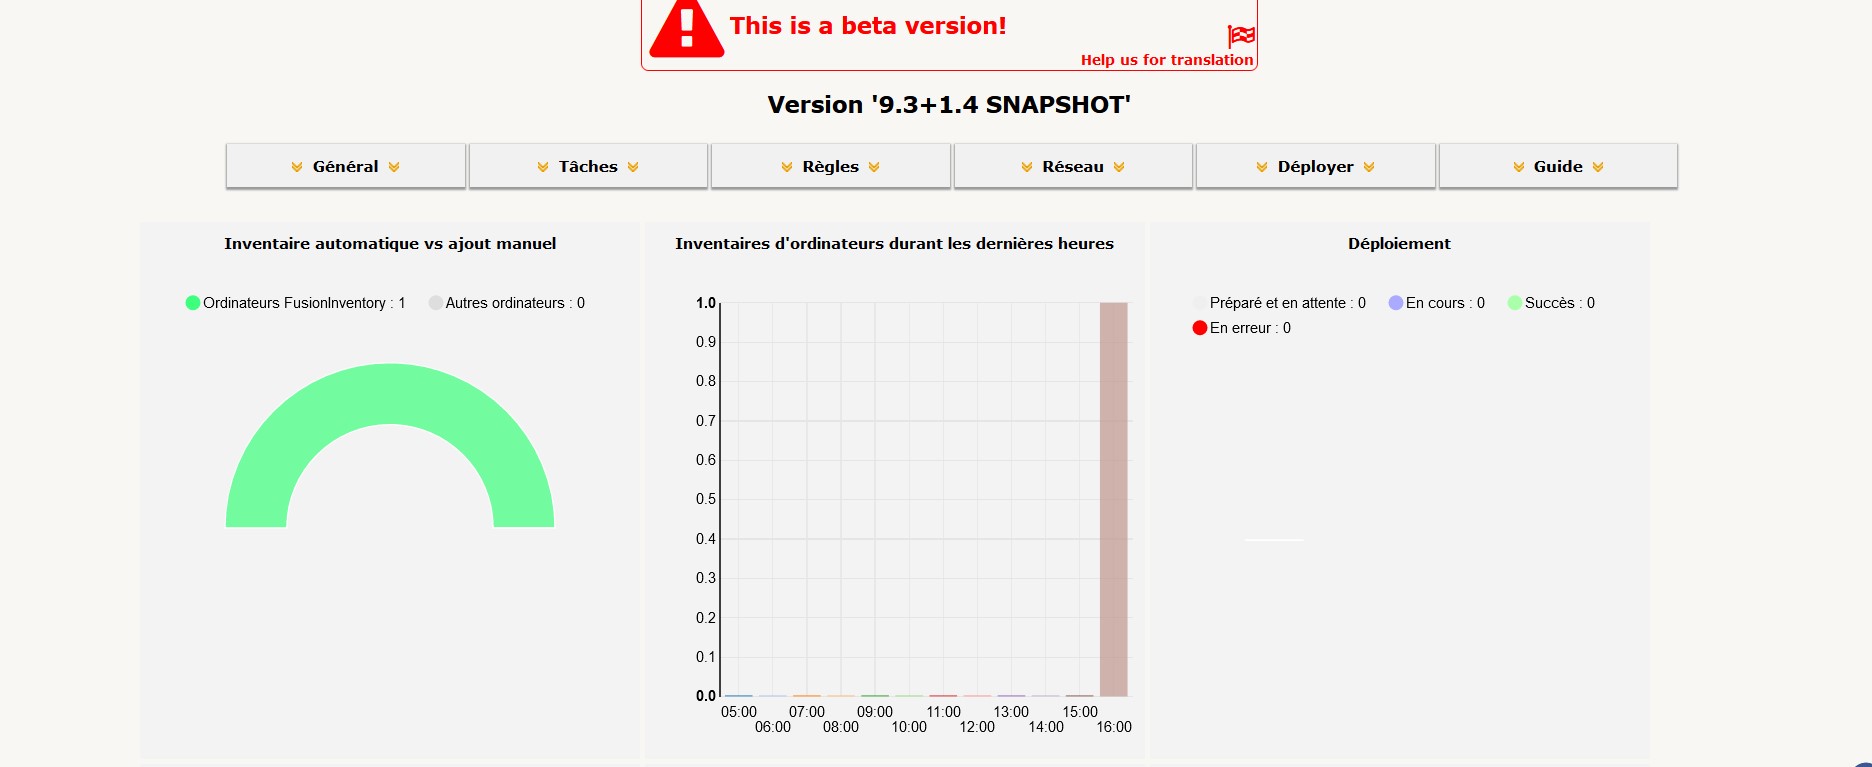 This is a beta version!
Help us for translation
Version '9.3+1.4 SNAPSHOT'
Général
Tâches
Règles
Réseau
Déployer
Guide
Inventaire automatique vs ajout manuel
Ordinateurs FusionInventory : 1
Autres ordinateurs : 0
Inventaires d'ordinateurs durant les dernières heures
1.0
0.9
0.8
0.7
0.6
0.5
0.4
0.3
0.2
0.1
0.0
05:00
06:00
07:00
08:00
09:00
10:00
11:00
12:00
13:00
14:00
15:00
16:00
Déploiement
Préparé et en attente : 0
En cours : 0
Succès : 0
En erreur : 0